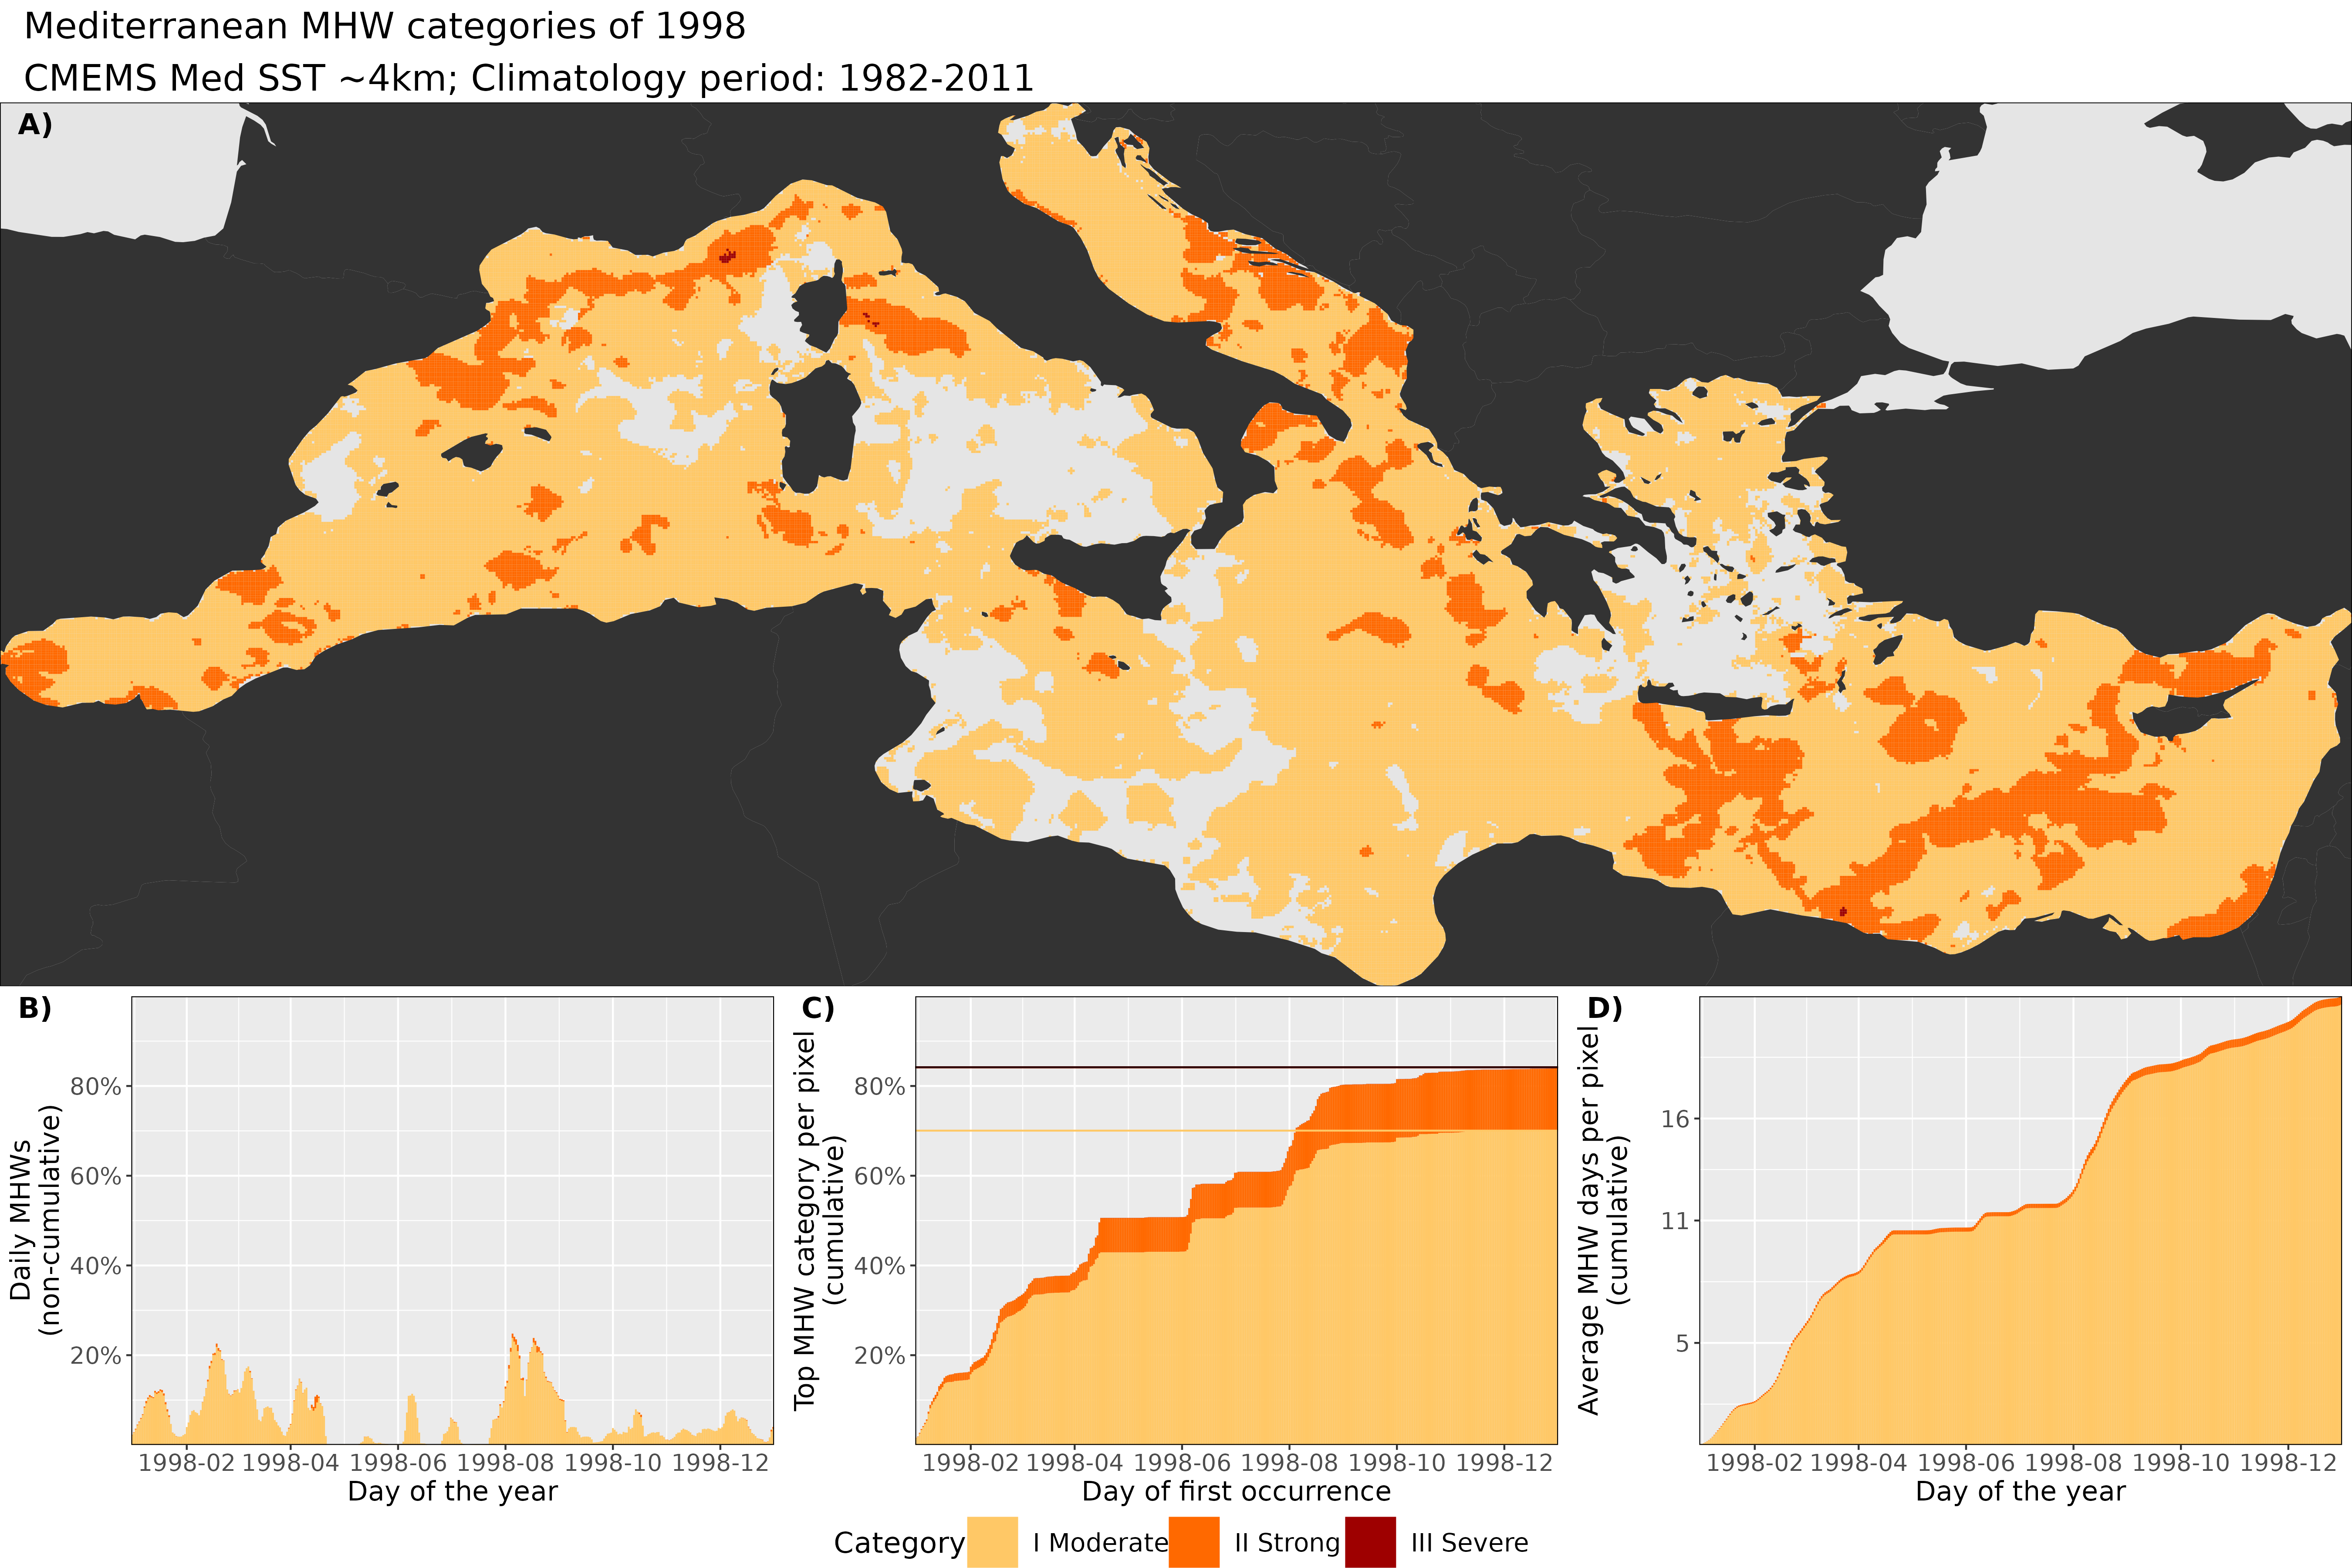 Mediterranean MHW categories of 1998
CMEMS Med SST ~4km; Climatology period: 1982-2011
A)
B)
Daily MHWs
(non-cumulative)
80%
60%
40%
20%
1998-02 1998-04 1998-06 1998-08 1998-10 1998-12
Day of the year
C)
Top MHW category per pixel
(cumulative)
80%
60%
40%
20%
1998-02 1998-04 1998-06 1998-08 1998-10 1998-12
Day of first occurrence
D)
Average MHW days per pixel
(cumulative)
16
11
5
1998-02 1998-04 1998-06 1998-08 1998-10 1998-12
Day of the year
Category I Moderate II Strong III Severe